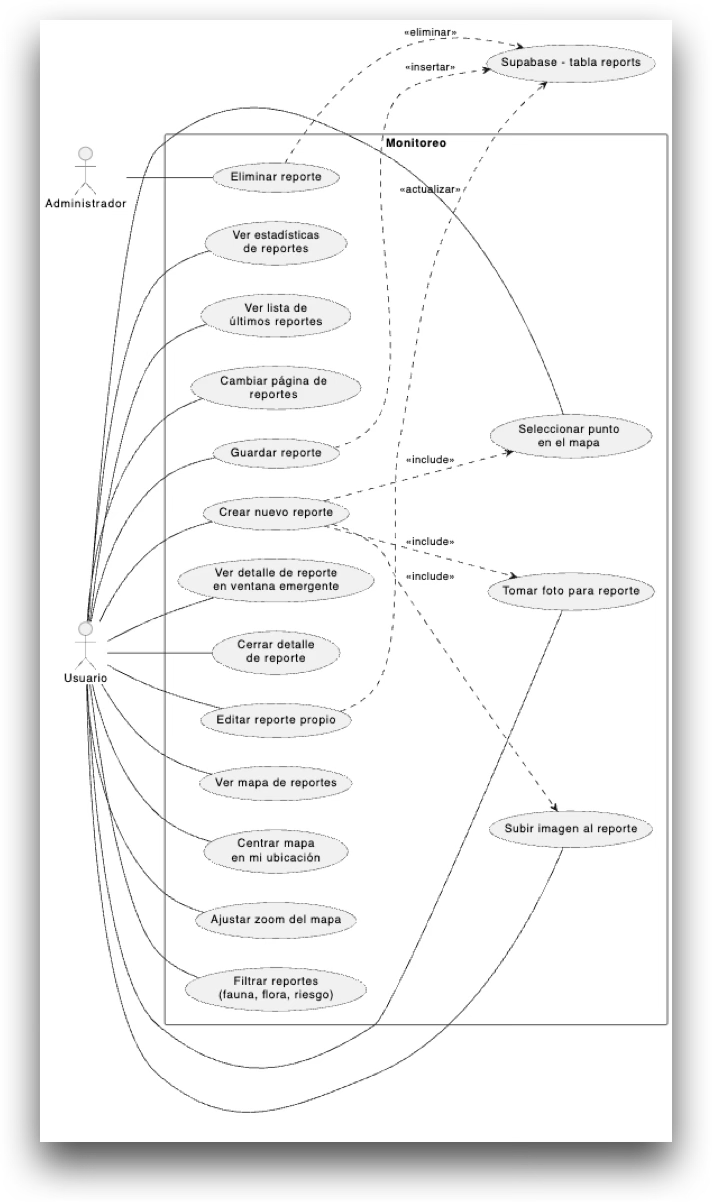 «eliminar»
Supabase - tabla reports
«insertar»
Monitoreo
Eliminar reporte
Administrador
«actualizar»
Ver estadísticas
de reportes
Ver lista de
últimos reportes
Cambiar página de
reportes
Seleccionar punto
en el mapa
Guardar reporte
«include»
Crear nuevo reporte
«include»
Ver detalle de reporte
en ventana emergente
«include»
Tomar foto para reporte
Cerrar detalle
de reporte
Usuario
Editar reporte propio
Ver mapa de reportes
Subir imagen al reporte
Centrar mapa
en mi ubicación
Ajustar zoom del mapa
Filtrar reportes
(fauna, flora, riesgo)